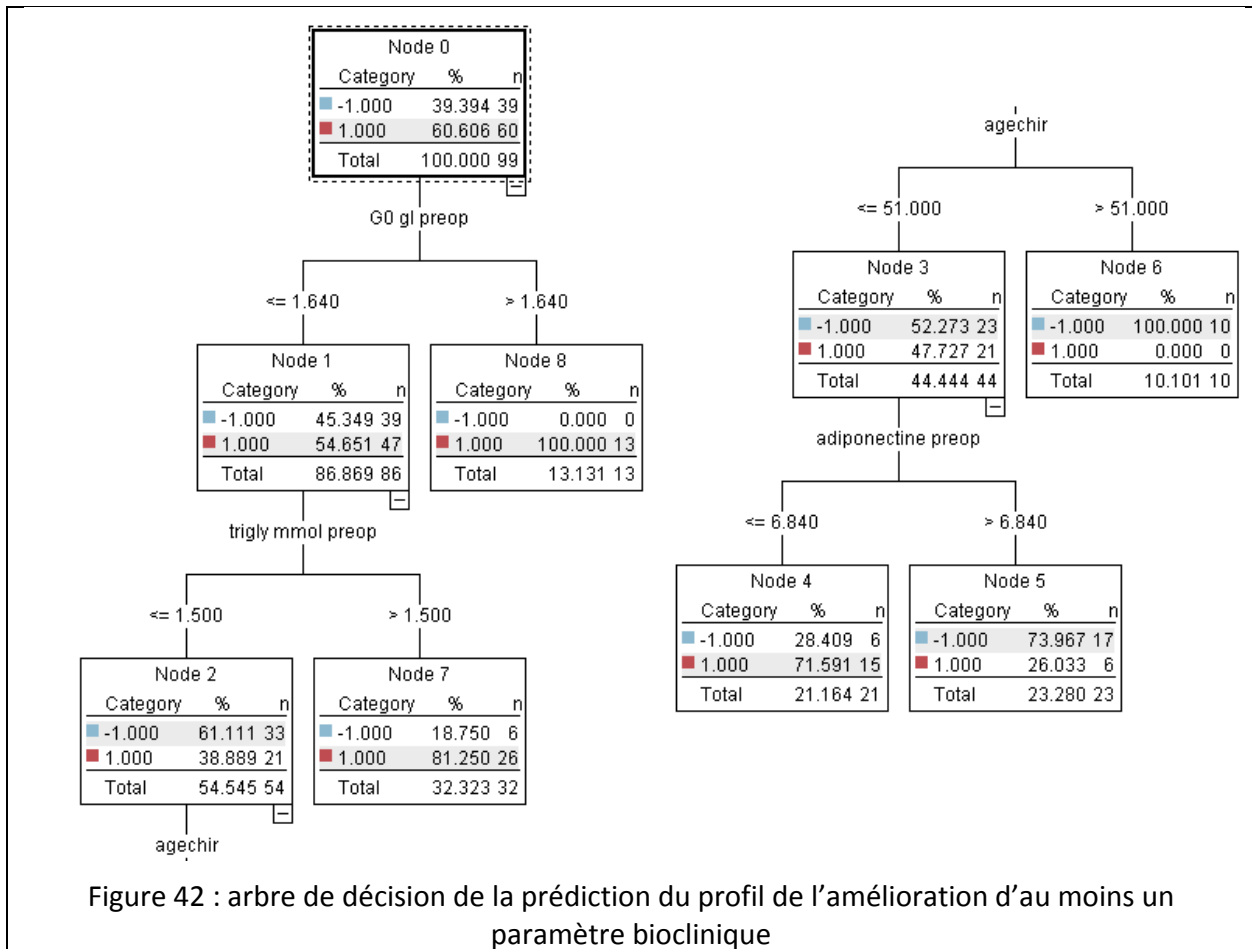 Node 0
Category % n
-1.000 39.394 39
1.000 60.606 60
Total 100.000 99
G0 gl preop
<= 1.640
> 1.640
Node 1
Category % n
-1.000 45.349 39
1.000 54.651 47
Total 86.869 86
Node 8
Category % n
-1.000 0.000 0
1.000 100.000 13
Total 13.131 13
trigly mmol preop
<= 1.500
> 1.500
Node 2
Category % n
-1.000 61.111 33
1.000 38.889 21
Total 54.545 54
Node 7
Category % n
-1.000 18.750 6
1.000 81.250 26
Total 32.323 32
agechir
agechir
<= 51.000
> 51.000
Node 3
Category % n
-1.000 52.273 23
1.000 47.727 21
Total 44.444 44
Node 6
Category % n
-1.000 100.000 10
1.000 0.000 0
Total 10.101 10
adiponectine preop
<= 6.840
> 6.840
Node 4
Category % n
-1.000 28.409 6
1.000 71.591 15
Total 21.164 21
Node 5
Category % n
-1.000 73.967 17
1.000 26.033 6
Total 23.280 23
Figure 42 : arbre de décision de la prédiction du profil de l’amélioration d’au moins un
paramètre bioclinique